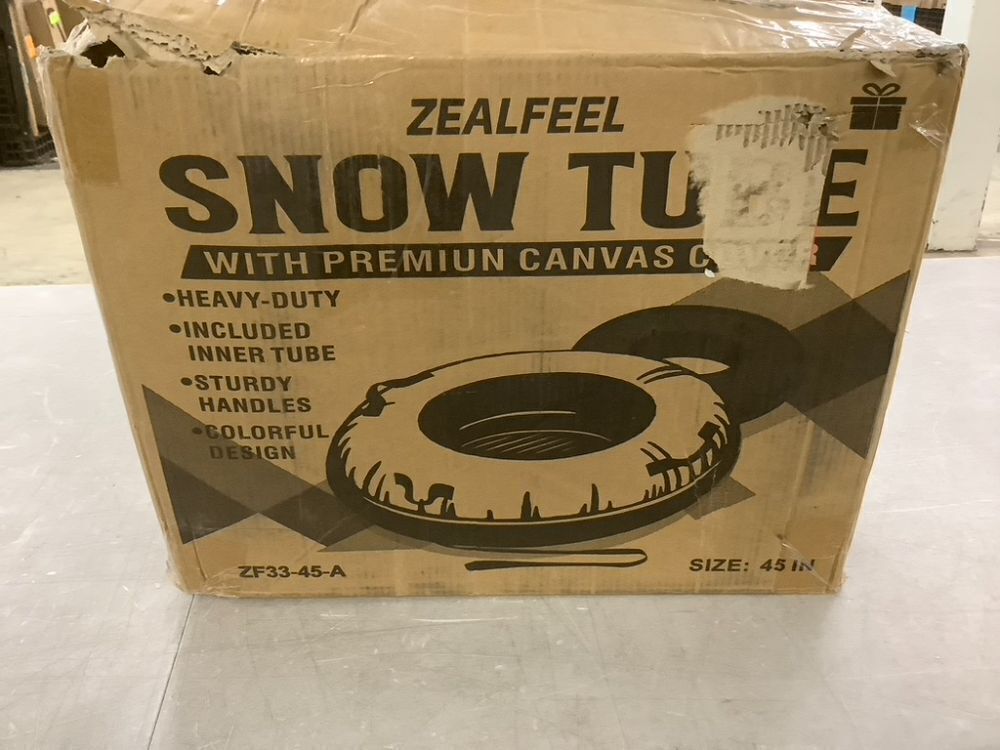 ZEALFEEL
SNOW TUBE
WITH PREMIUN CANVAS
•HEAVY-DUTY
•INCLUDED
INNER TUBE
•STURDY
HANDLES
•COLORFUL
DESIGN
ZF33-45-A
SIZE: 45 IN